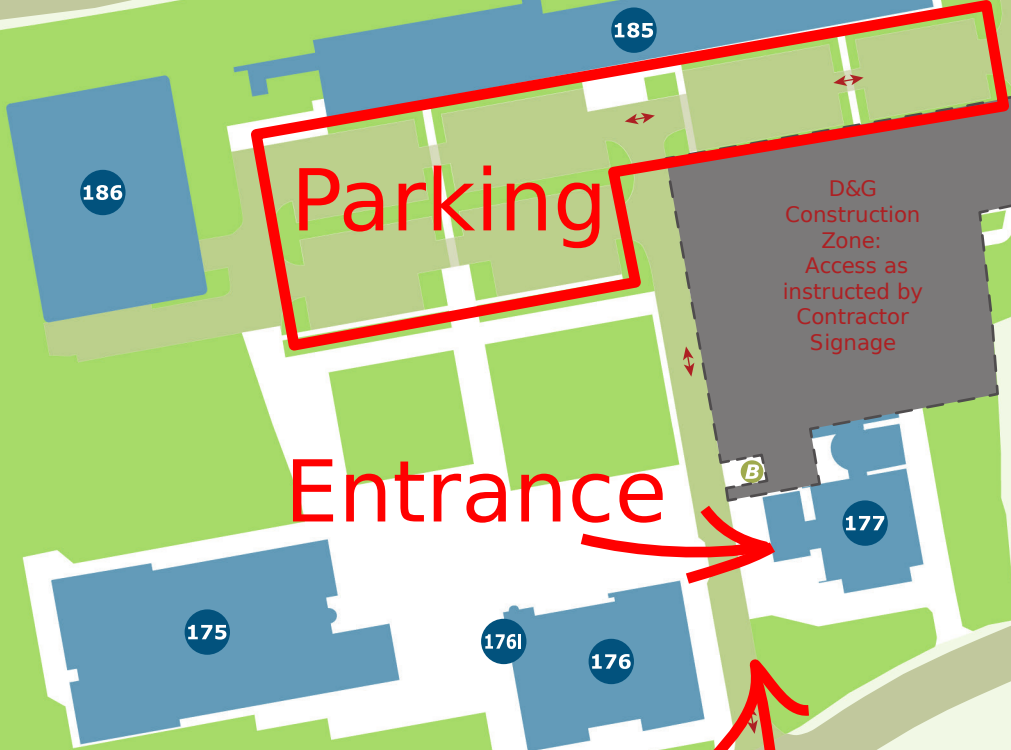 185
186
Parking
D&G
Construction
Zone:
Access as
instructed by
Contractor
Signage
B
Entrance
177
175
176I
176